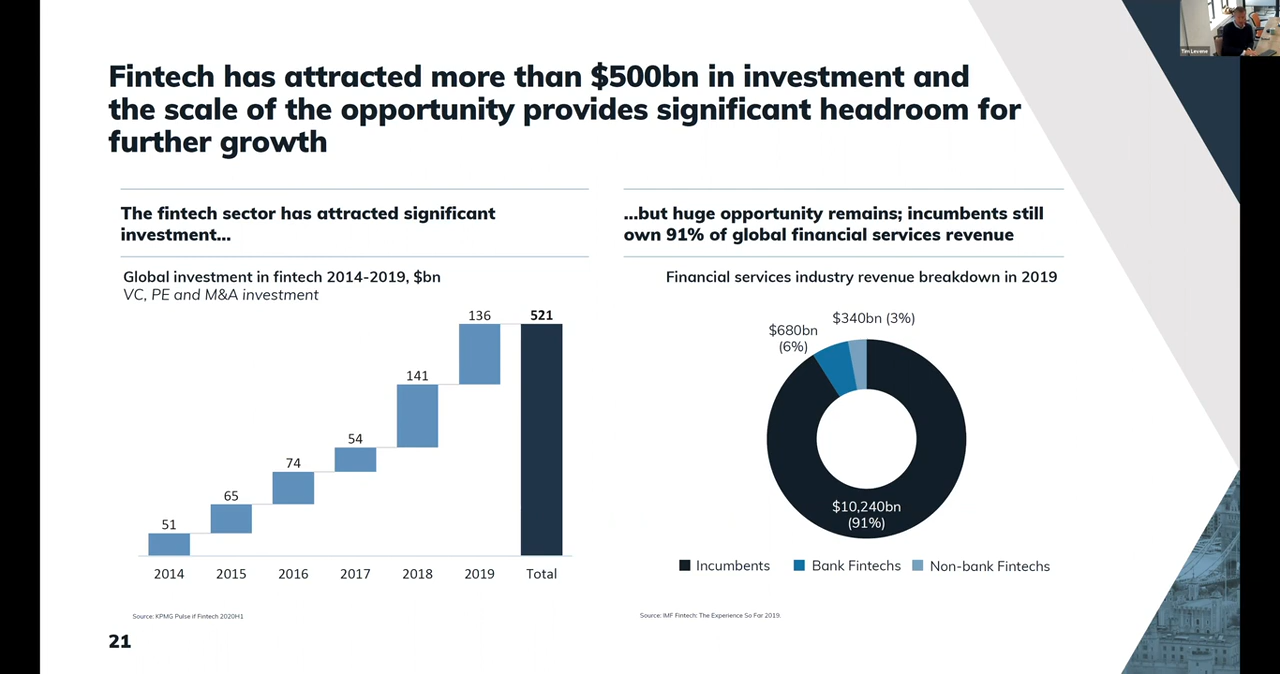 Tim Levene
Fintech has attracted more than $500bn in investment and
the scale of the opportunity provides significant headroom for
further growth
The fintech sector has attracted significant
investment...
Global investment in fintech 2014-2019, $bn
VC, PE and M&A investment
51
65
74
54
141
136
521
2014 2015 2016 2017 2018 2019 Total
Source: KPMG Pulse if Fintech 2020H1
...but huge opportunity remains; incumbents still
own 91% of global financial services revenue
Financial services industry revenue breakdown in 2019
$340bn (3%)
$680bn
(6%)
$10,240bn
(91%)
Incumbents Bank Fintechs Non-bank Fintechs
Source: IMF Fintech: The Experience So Far 2019.
21